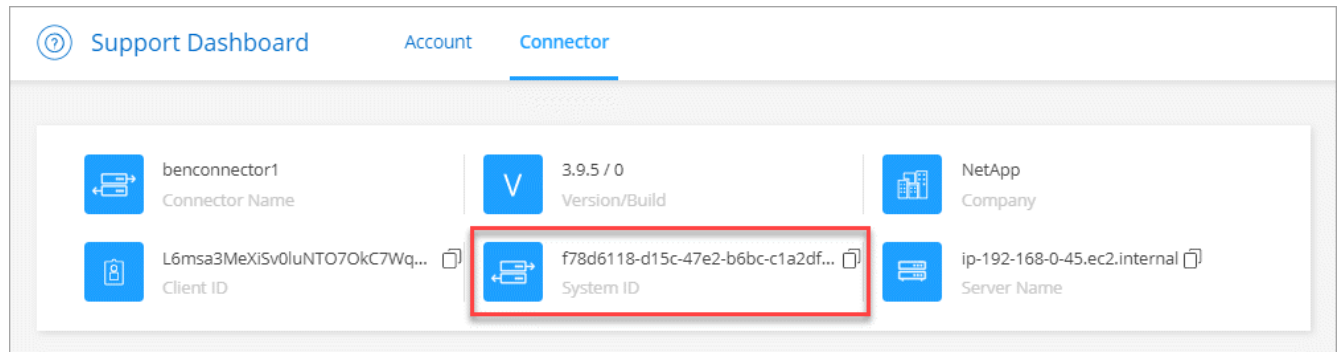 Support Dashboard Account Connector
benconnector1 3.9.5 / 0 NetApp
Connector Name V Version/Build Company
L6msa3MeXiSv0luNTO7OkC7Wq... f78d6118-d15c-47e2-b6bc-c1a2df... ip-192-168-0-45.ec2.internal
Client ID System ID Server Name